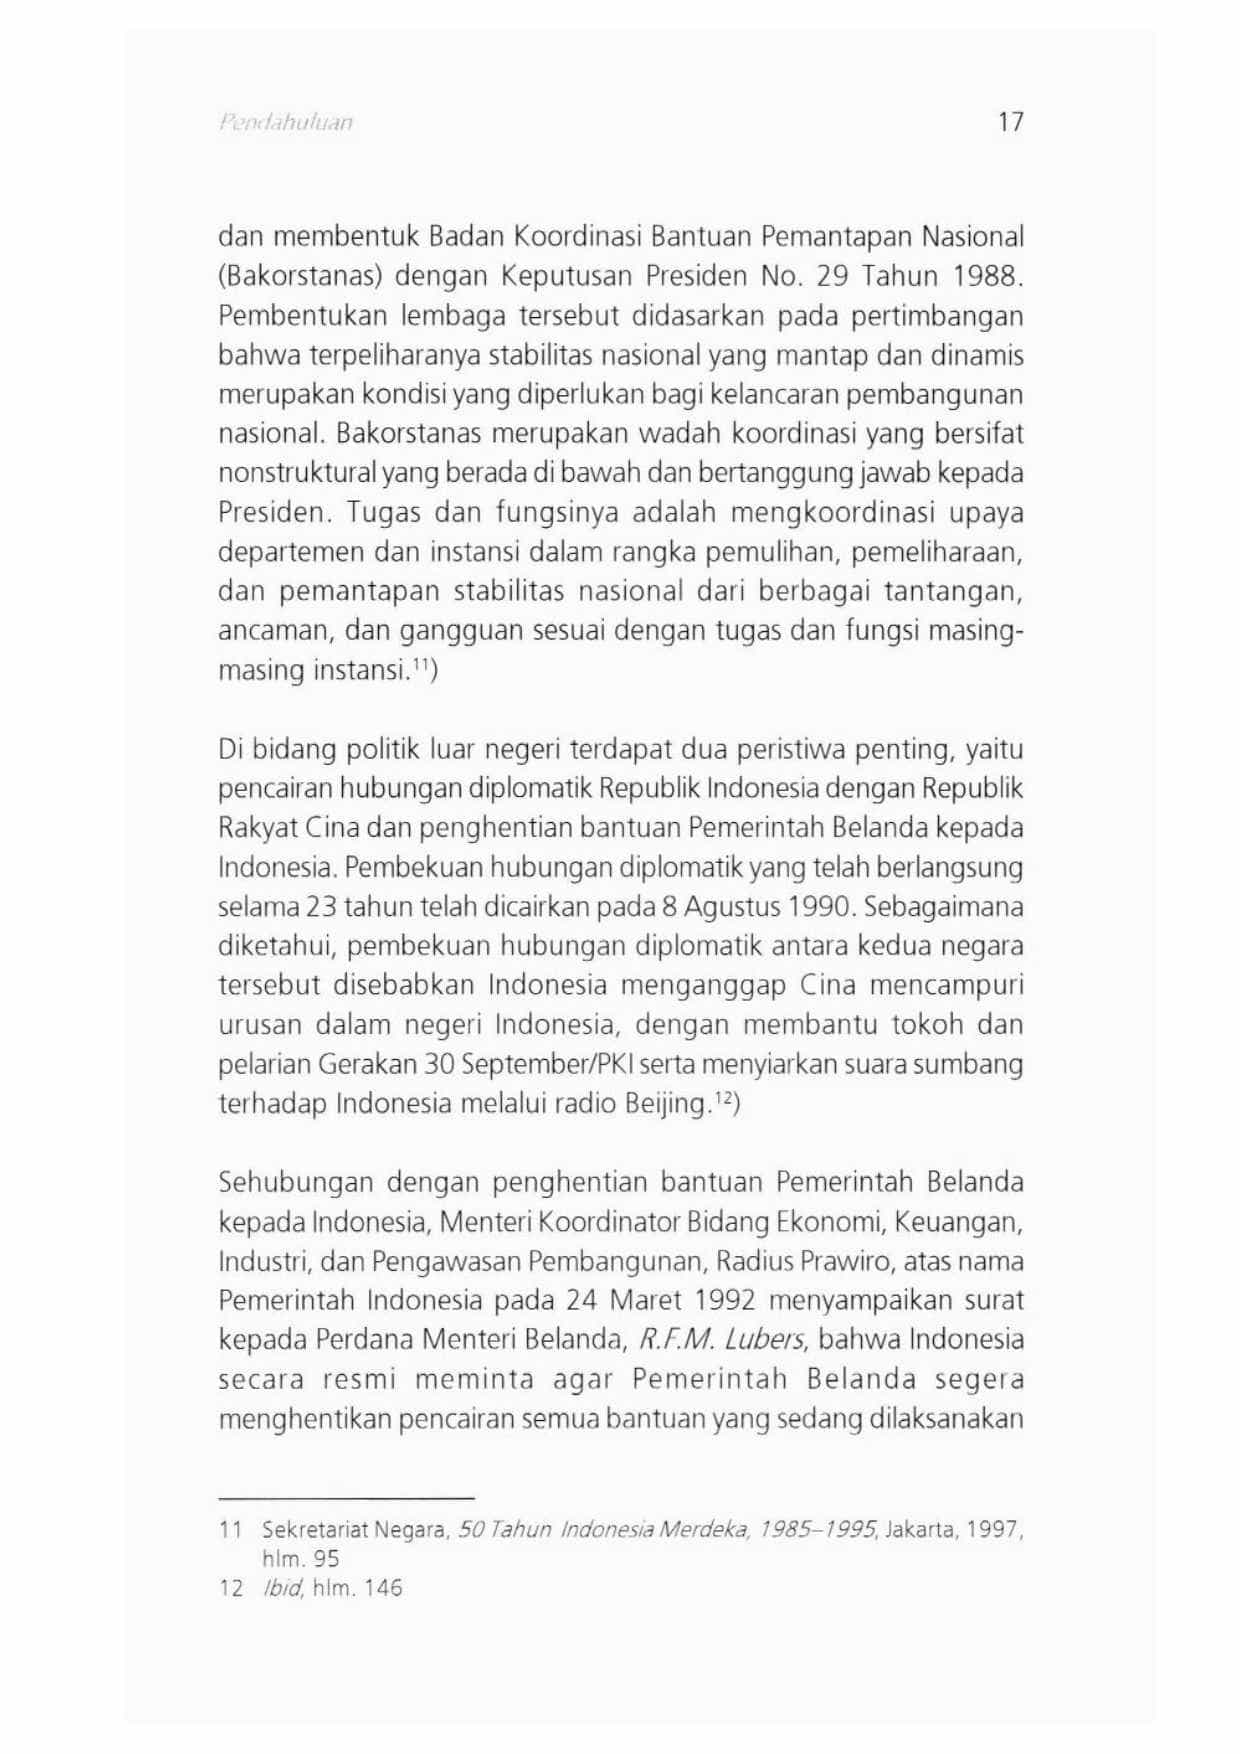 Pendahuluan
17
dan membentuk Badan Koordinasi Bantuan Pemantapan Nasional
(Bakorstanas) dengan Keputusan Presiden No. 29 Tahun 1988.
Pembentukan lembaga tersebut didasarkan pada pertimbangan
bahwa terpeliharanya stabilitas nasional yang mantap dan dinamis
merupakan kondisi yang diperlukan bagi kelancaran pembangunan
nasional. Bakorstanas merupakan wadah koordinasi yang bersifat
nonstruktural yang berada di bawah dan bertanggung jawab kepada
Presiden. Tugas dan fungsinya adalah mengkoordinasi upaya
departemen dan instansi dalam rangka pemulihan, pemeliharaan,
dan pemantapan stabilitas nasional dari berbagai tantangan,
ancaman, dan gangguan sesuai dengan tugas dan fungsi masing-
masing instansi.¹¹)
Di bidang politik luar negeri terdapat dua peristiwa penting, yaitu
pencairan hubungan diplomatik Republik Indonesia dengan Republik
Rakyat Cina dan penghentian bantuan Pemerintah Belanda kepada
Indonesia. Pembekuan hubungan diplomatik yang telah berlangsung
selama 23 tahun telah dicairkan pada 8 Agustus 1990. Sebagaimana
diketahui, pembekuan hubungan diplomatik antara kedua negara
tersebut disebabkan Indonesia menganggap Cina mencampuri
urusan dalam negeri Indonesia, dengan membantu tokoh dan
pelarian Gerakan 30 September/PKI serta menyiarkan suara sumbang
terhadap Indonesia melalui radio Beijing.¹²)
Sehubungan dengan penghentian bantuan Pemerintah Belanda
kepada Indonesia, Menteri Koordinator Bidang Ekonomi, Keuangan,
Industri, dan Pengawasan Pembangunan, Radius Prawiro, atas nama
Pemerintah Indonesia pada 24 Maret 1992 menyampaikan surat
kepada Perdana Menteri Belanda, R.F.M. Lubers, bahwa Indonesia
secara resmi meminta agar Pemerintah Belanda segera
menghentikan pencairan semua bantuan yang sedang dilaksanakan
11 Sekretariat Negara, 50 Tahun Indonesia Merdeka, 1985–1995, Jakarta, 1997,
hlm. 95
12 Ibid, hlm. 146